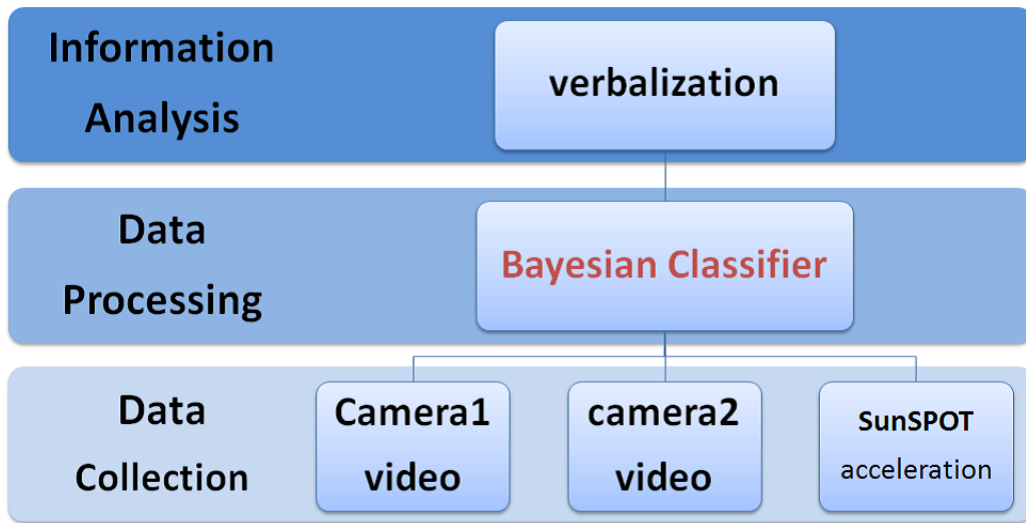 Information
Analysis
verbalization
Data
Processing
Bayesian Classifier
Data
Collection
Camera1
video
camera2
video
SunSPOT
acceleration